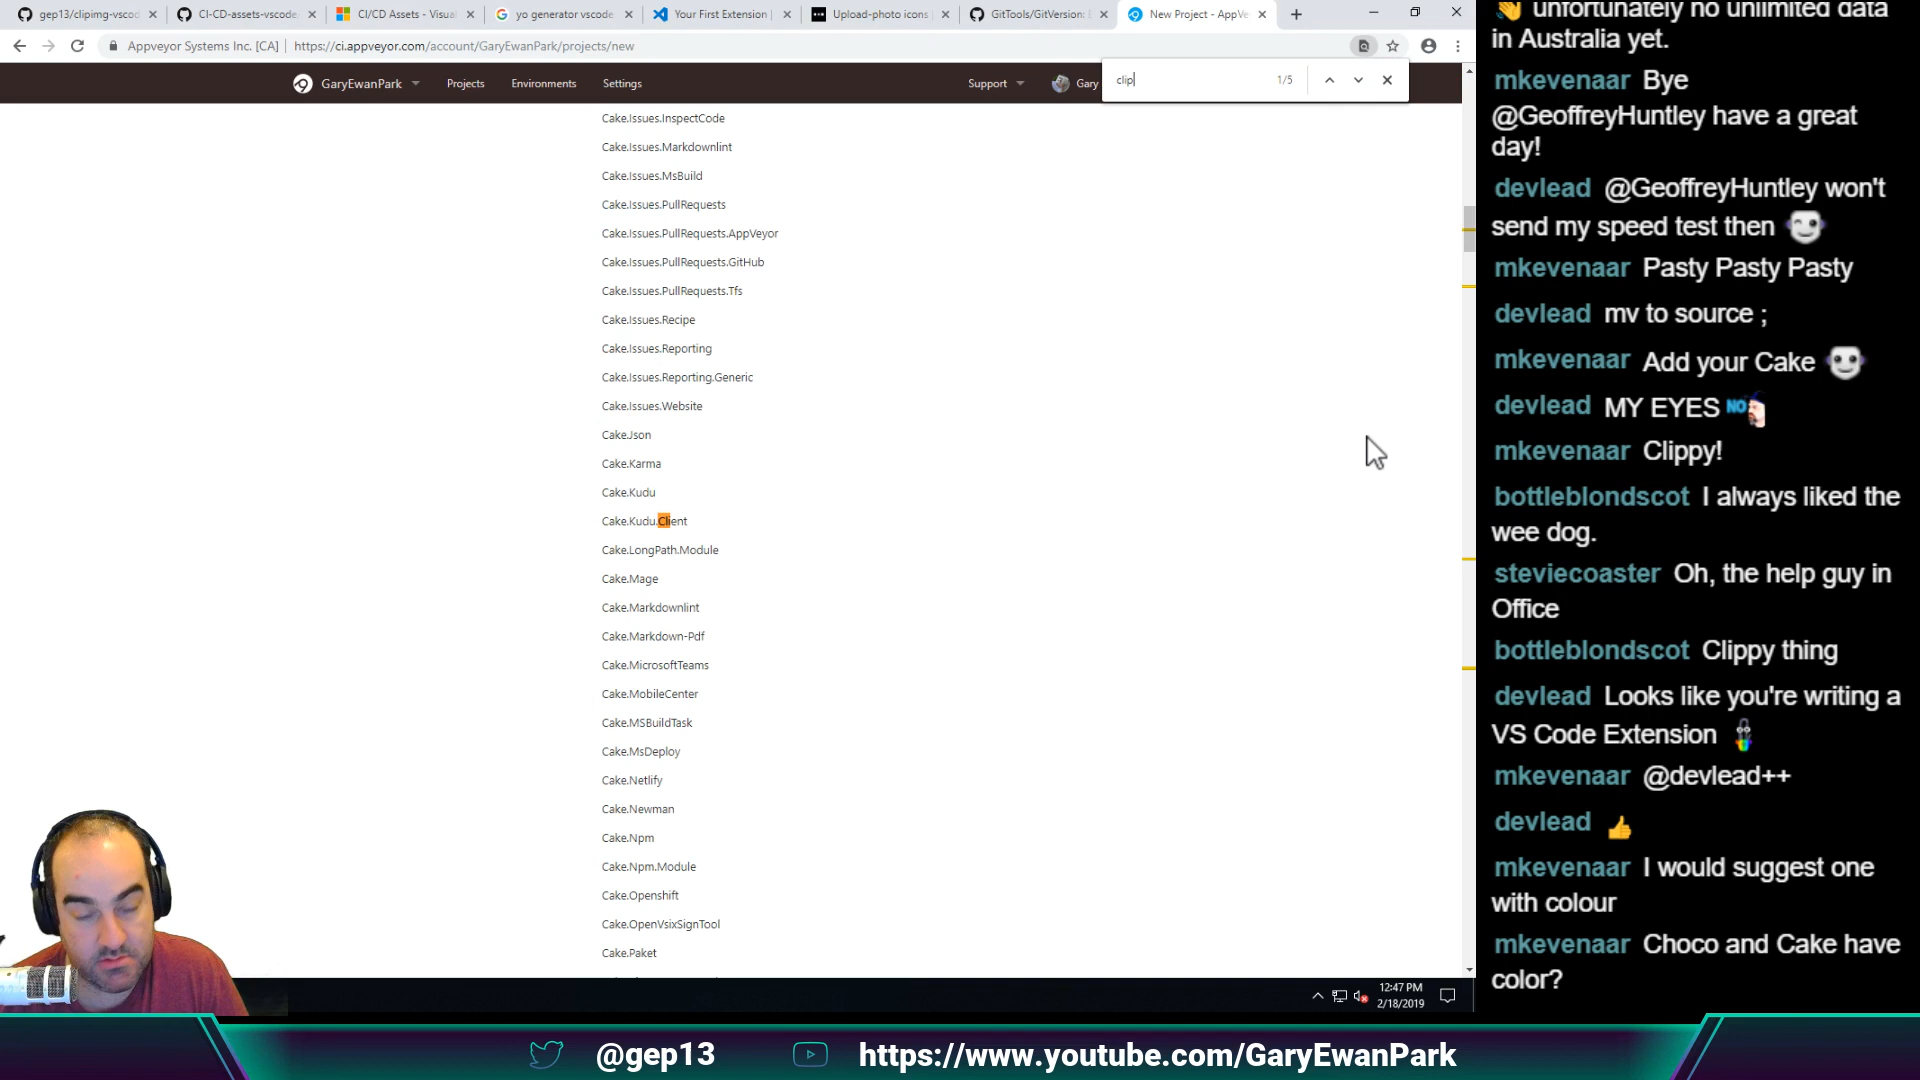 gep13/clipimg-vscod
CI-CD-assets-vscode
CI/CD Assets - Visual
yo generator vscode
Your First Extension
Upload-photo icons
GitTools/GitVersion:
New Project - AppVe
Appveyor Systems Inc. [CA]
https://ci.appveyor.com/account/GaryEwanPark/projects/new
clip
1/5
GaryEwanPark
Projects
Environments
Settings
Support
Gary
Cake.Issues.InspectCode
Cake.Issues.Markdownlint
Cake.Issues.MsBuild
Cake.Issues.PullRequests
Cake.Issues.PullRequests.AppVeyor
Cake.Issues.PullRequests.GitHub
Cake.Issues.PullRequests.Tfs
Cake.Issues.Recipe
Cake.Issues.Reporting
Cake.Issues.Reporting.Generic
Cake.Issues.Website
Cake.Json
Cake.Karma
Cake.Kudu
Cake.Kudu.Client
Cake.LongPath.Module
Cake.Mage
Cake.Markdownlint
Cake.Markdown-Pdf
Cake.MicrosoftTeams
Cake.MobileCenter
Cake.MSBuildTask
Cake.MsDeploy
Cake.Netlify
Cake.Newman
Cake.Npm
Cake.Npm.Module
Cake.Openshift
Cake.OpenVsixSignTool
Cake.Paket
12:47 PM
2/18/2019
👋 unfortunately no unlimited data
in Australia yet.
mkevenaar Bye
@GeoffreyHuntley have a great
day!
devlead @GeoffreyHuntley won't
send my speed test then
mkevenaar Pasty Pasty Pasty
devlead mv to source ;
mkevenaar Add your Cake
devlead MY EYES NO
mkevenaar Clippy!
bottleblondscot I always liked the
wee dog.
steviecoaster Oh, the help guy in
Office
bottleblondscot Clippy thing
devlead Looks like you're writing a
VS Code Extension
mkevenaar @devlead++
devlead 👍
mkevenaar I would suggest one
with colour
mkevenaar Choco and Cake have
color?
@gep13
https://www.youtube.com/GaryEwanPark